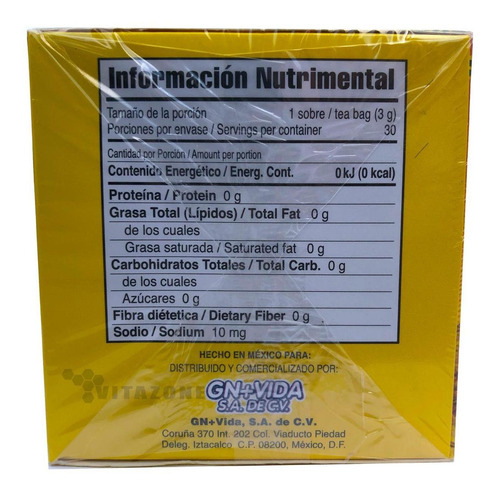 Información Nutrimental
Tamaño de la porción 1 sobre / tea bag (3 g)
Porciones por envase / Servings per container 30
Cantidad por Porción / Amount per portion
Contenido Energético / Energ. Cont. 0 kJ (0 kcal)
Proteína / Protein 0 g
Grasa Total (Lípidos) / Total Fat 0 g
de los cuales
Grasa saturada / Saturated fat 0 g
Carbohidratos Totales / Total Carb. 0 g
de los cuales
Azúcares 0 g
Fibra diética / Dietary Fiber 0 g
Sodio / Sodium 10 mg
HECHO EN MÉXICO PARA:
DISTRIBUIDO Y COMERCIALIZADO POR:
VITAZONE
GN+VIDA
S.A. DE C.V.
GN+Vida, S.A. de C.V.
Coruña 370 Int. 202 Col. Viaducto Piedad
Deleg. Iztacalco C.P. 08200, México, D.F.